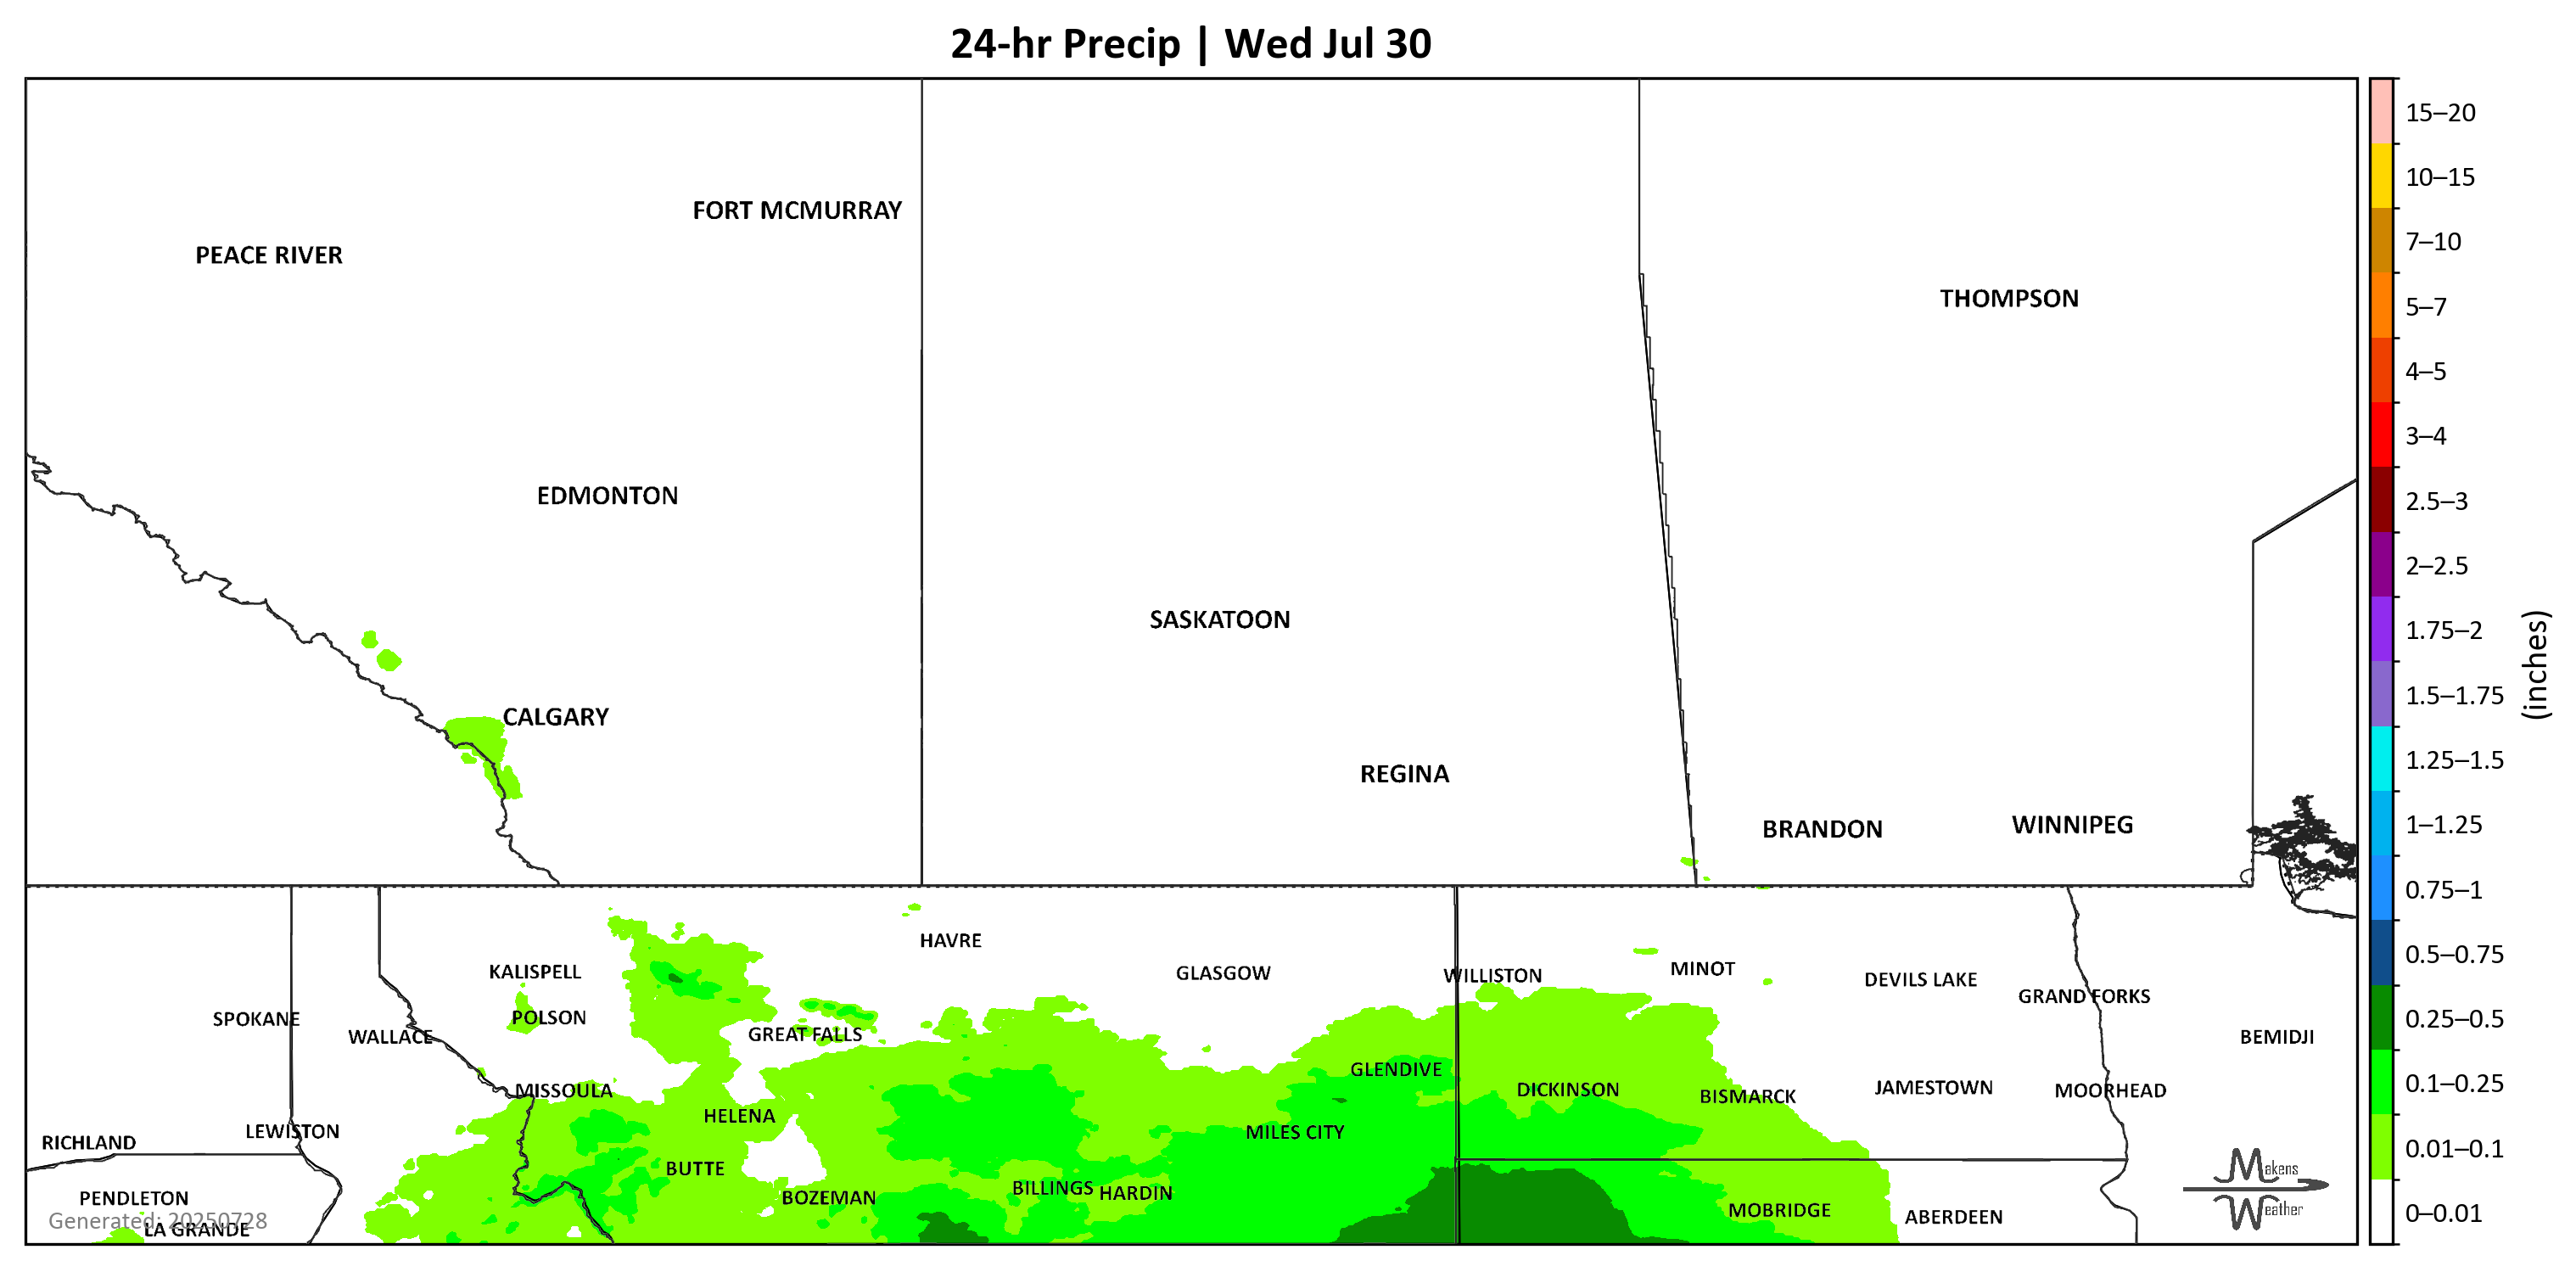 24-hr Precip | Wed Jul 30
15–20
10–15
7–10
5–7
4–5
3–4
2.5–3
2–2.5
1.75–2
1.5–1.75
1.25–1.5
1–1.25
0.75–1
0.5–0.75
0.25–0.5
0.1–0.25
0.01–0.1
0–0.01
(inches)
FORT MCMURRAY
PEACE RIVER
THOMPSON
EDMONTON
SASKATOON
CALGARY
REGINA
BRANDON
WINNIPEG
HAVRE
KALISPELL
GLASGOW
WILLISTON
MINOT
DEVILS LAKE
GRAND FORKS
SPOKANE
POLSON
WALLACE
GREAT FALLS
BEMIDJI
GLENDIVE
MISSOULA
DICKINSON
BISMARCK
JAMESTOWN
MOORHEAD
HELENA
LEWISTON
RICHLAND
MILES CITY
BUTTE
PENDLETON
BOZEMAN
BILLINGS
HARDIN
MOBRIDGE
ABERDEEN
Generated: 20250728
LA GRANDE
Makens
Weather